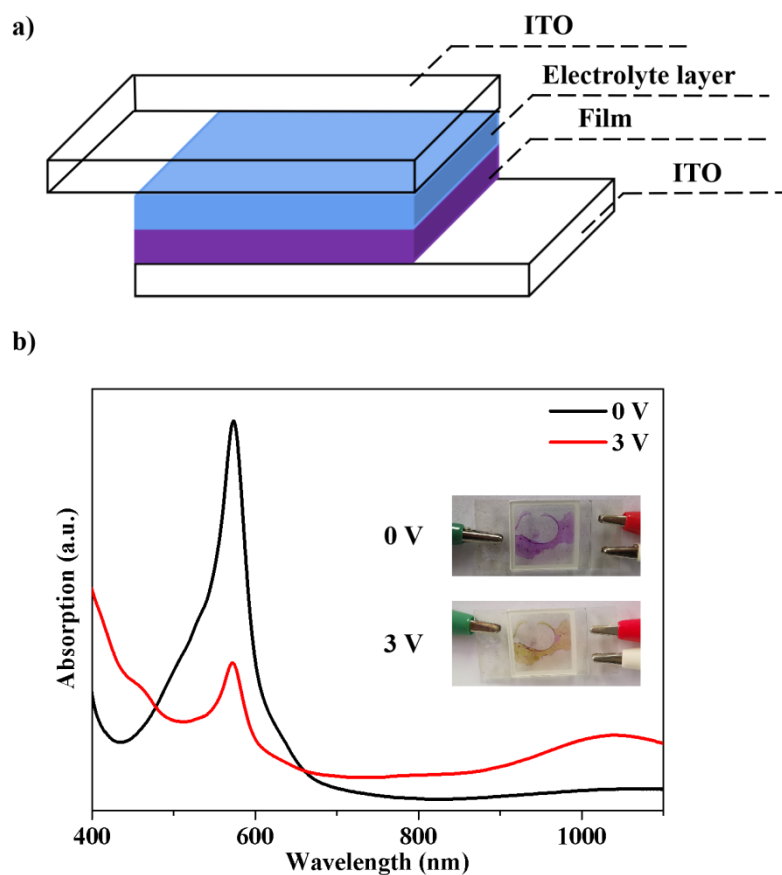 a)
ITO
Electrolyte layer
Film
ITO
b)
0 V
3 V
0 V
3 V
Absorption (a.u.)
400
600
800
1000
Wavelength (nm)